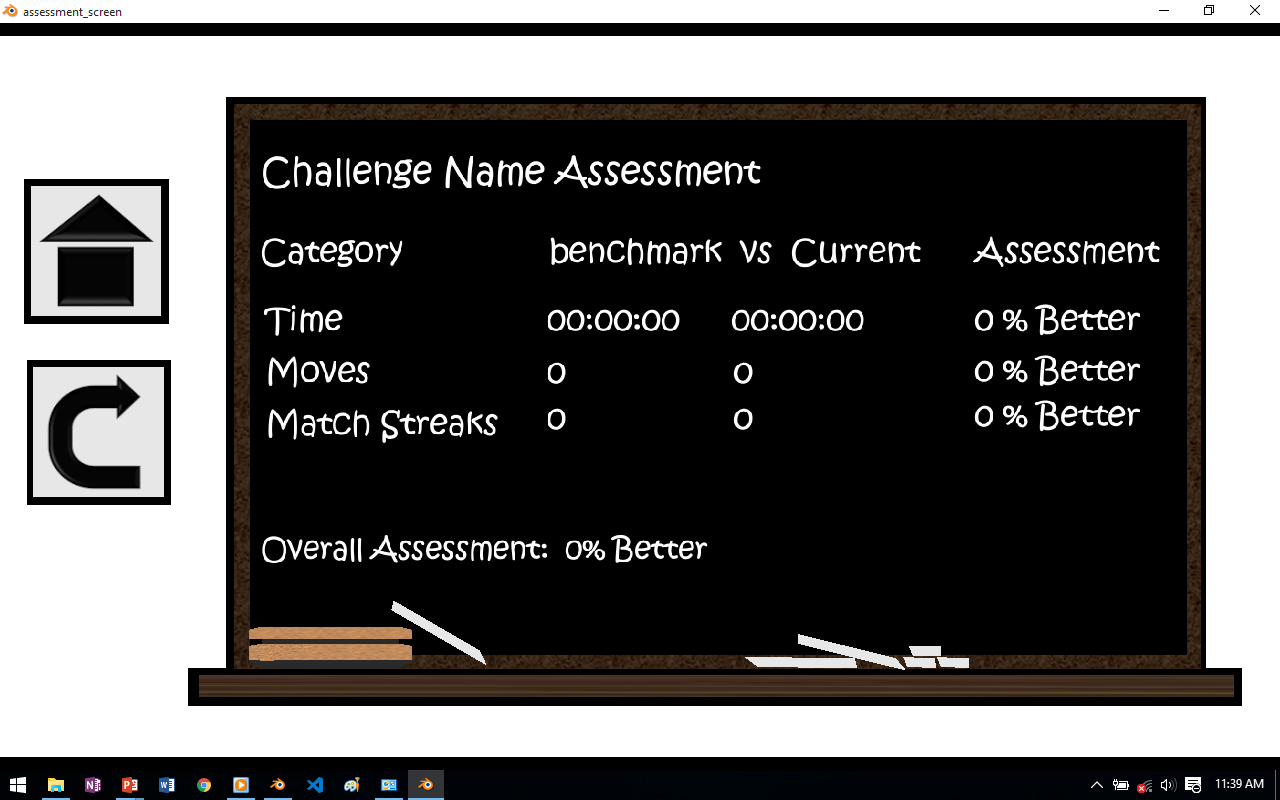 assessment_screen
Challenge Name Assessment
Category benchmark vs Current Assessment
Time 00:00:00 00:00:00 0 % Better
Moves 0 0 0 % Better
Match Streaks 0 0 0 % Better
Overall Assessment: 0% Better
11:39 AM